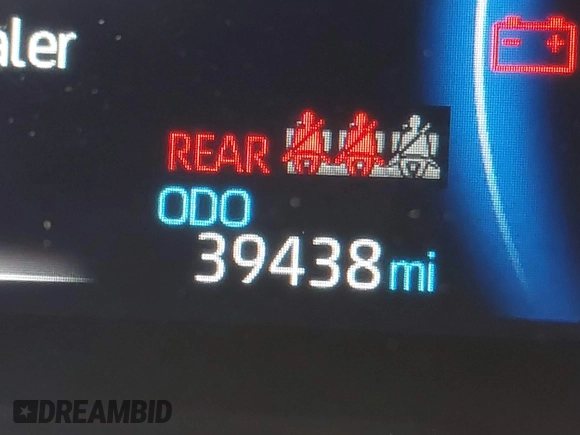 aler
REAR
ODO
39438 mi
DREAMBID